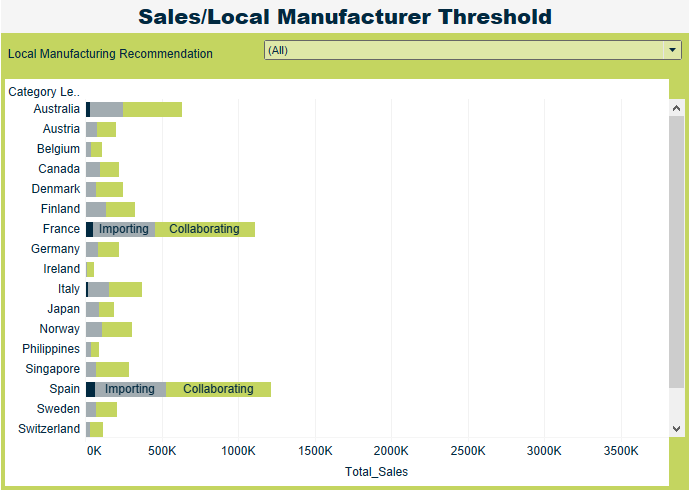 Sales/Local Manufacturer Threshold
Local Manufacturing Recommendation
(All)
Category Le..
Australia
Austria
Belgium
Canada
Denmark
Finland
France Importing Collaborating
Germany
Ireland
Italy
Japan
Norway
Philippines
Singapore
Spain Importing Collaborating
Sweden
Switzerland
0K 500K 1000K 1500K 2000K 2500K 3000K 3500K
Total_Sales